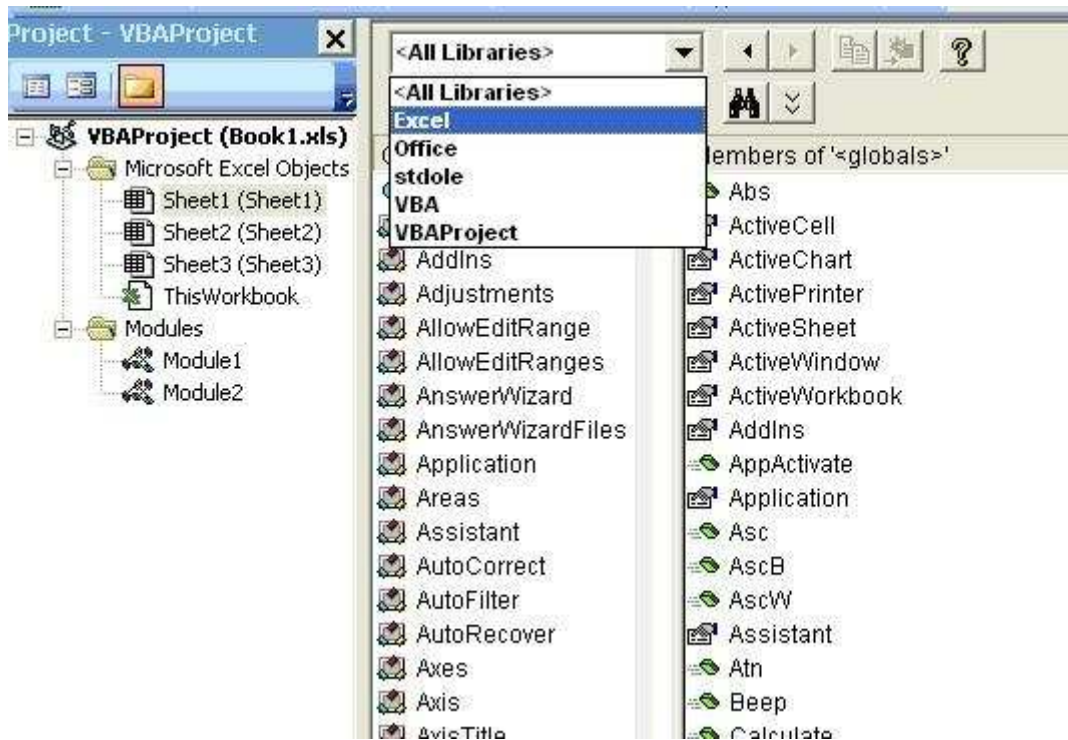 Project - VBAProject
VBAProject (Book1.xls)
Microsoft Excel Objects
Sheet1 (Sheet1)
Sheet2 (Sheet2)
Sheet3 (Sheet3)
ThisWorkbook
Modules
Module1
Module2
<All Libraries>
<All Libraries>
Excel
Office
stdole
VBA
VBAProject
AddIns
Adjustments
AllowEditRange
AllowEditRanges
AnswerWizard
AnswerWizardFiles
Application
Areas
Assistant
AutoCorrect
AutoFilter
AutoRecover
Axes
Axis
AxisTitle
embers of '<globals>'
Abs
ActiveCell
ActiveChart
ActivePrinter
ActiveSheet
ActiveWindow
ActiveWorkbook
AddIns
AppActivate
Application
Asc
AscB
AscW
Assistant
Atn
Beep
Calculate